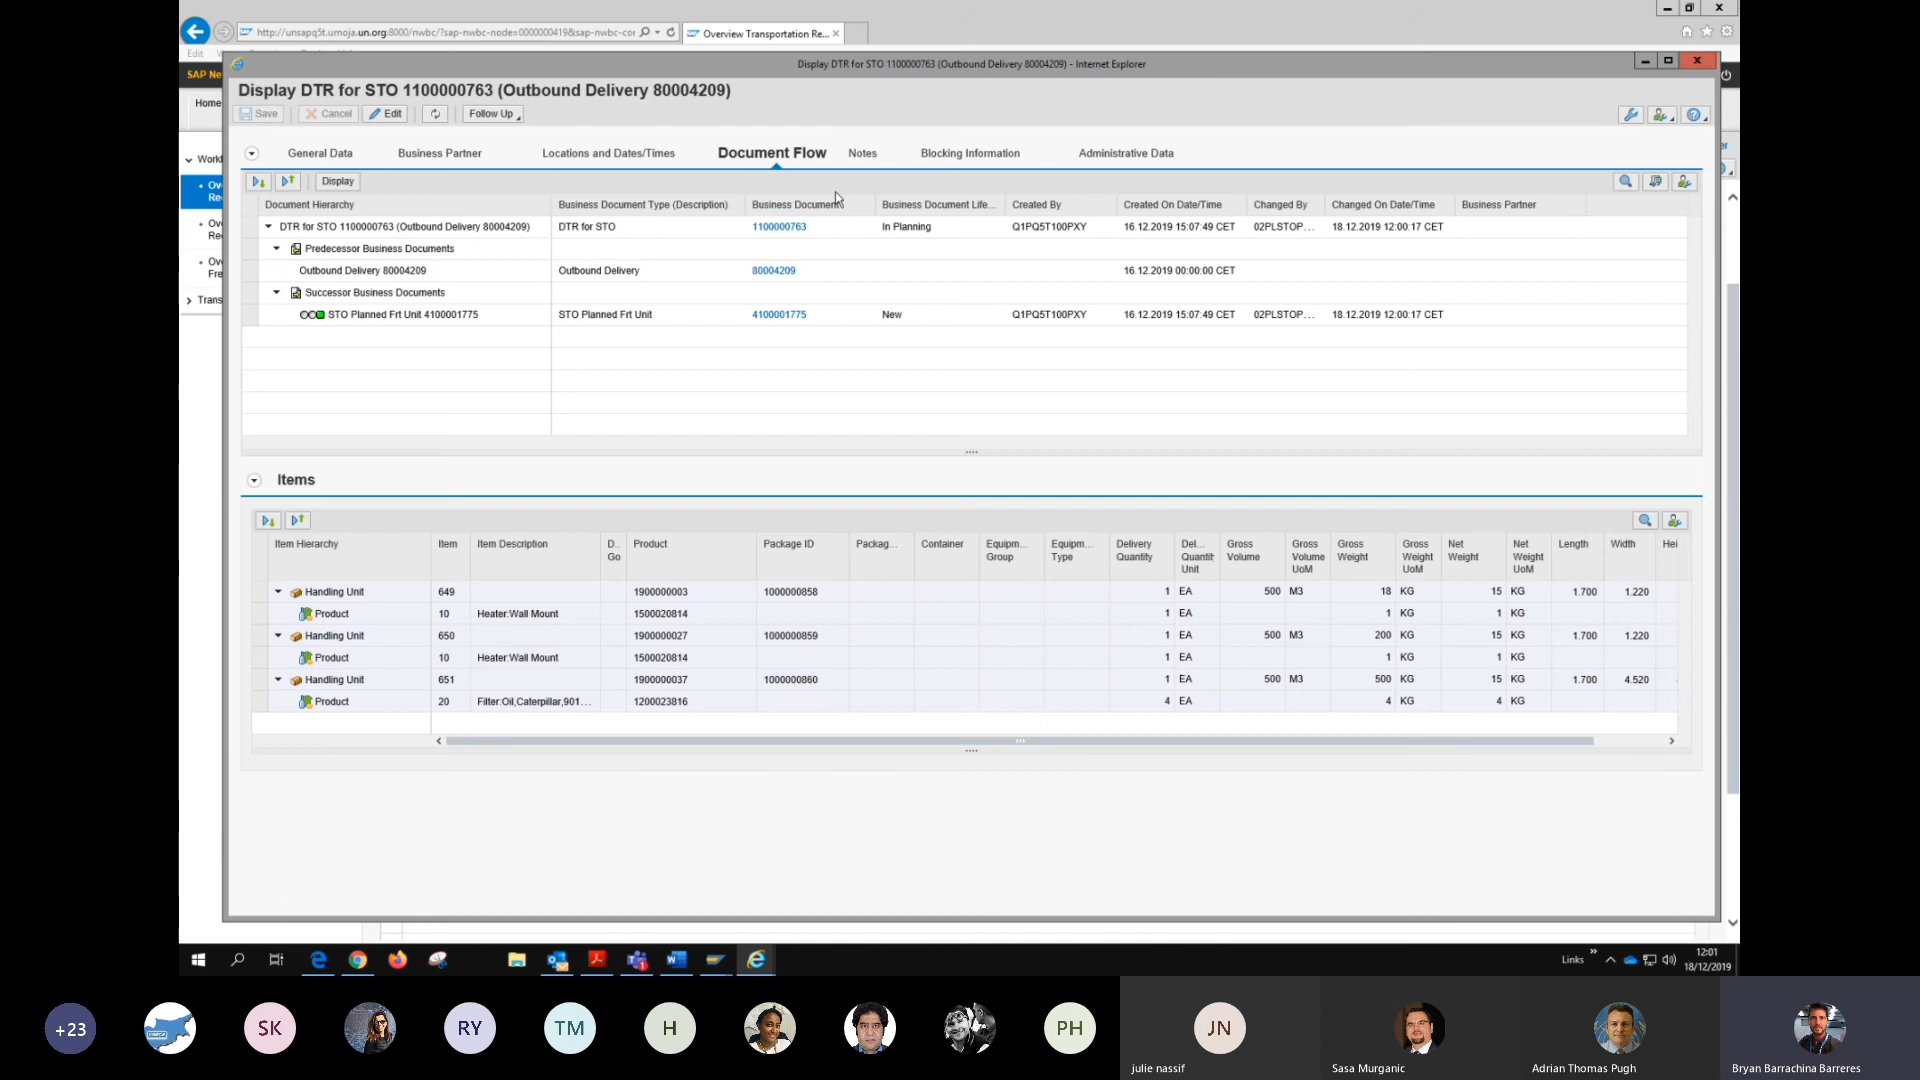 http://unsapq5t.umoja.un.org:8000/nwbc/?sap-nwbc-node=0000000419&sap-nwbc-cor
Overview Transportation Re...
Edit
Display DTR for STO 1100000763 (Outbound Delivery 80004209) - Internet Explorer
SAP Ne
Display DTR for STO 1100000763 (Outbound Delivery 80004209)
Home
Save Cancel Edit Follow Up
General Data Business Partner Locations and Dates/Times Document Flow Notes Blocking Information Administrative Data
Workl
Ov
Rec
Ov
Rec
Ov
Fre
Trans
Display
Document Hierarchy Business Document Type (Description) Business Document Business Document Life... Created By Created On Date/Time Changed By Changed On Date/Time Business Partner
DTR for STO 1100000763 (Outbound Delivery 80004209) DTR for STO 1100000763 In Planning Q1PQ5T100PXY 16.12.2019 15:07:49 CET 02PLSTOP... 18.12.2019 12:00:17 CET
Predecessor Business Documents
Outbound Delivery 80004209 Outbound Delivery 80004209 16.12.2019 00:00:00 CET
Successor Business Documents
STO Planned Frt Unit 4100001775 STO Planned Frt Unit 4100001775 New Q1PQ5T100PXY 16.12.2019 15:07:49 CET 02PLSTOP... 18.12.2019 12:00:17 CET
Items
Item Hierarchy Item Item Description D.. Go Product Package ID Packag... Container Equipm... Group Equipm... Type Delivery Quantity Del... Quantit Unit Gross Volume Gross Volume UoM Gross Weight Gross Weight UoM Net Weight Net Weight UoM Length Width Hei
Handling Unit 649 1900000003 1000000858 1 EA 500 M3 18 KG 15 KG 1.700 1.220
Product 10 Heater:Wall Mount 1500020814 1 EA 1 KG 1 KG
Handling Unit 650 1900000027 1000000859 1 EA 500 M3 200 KG 15 KG 1.700 1.220
Product 10 Heater:Wall Mount 1500020814 1 EA 1 KG 1 KG
Handling Unit 651 1900000037 1000000860 1 EA 500 M3 500 KG 15 KG 1.700 4.520
Product 20 Filter:Oil,Caterpillar,901... 1200023816 4 EA 4 KG 4 KG
Links
12:01
18/12/2019
+23 SK RY TM H PH JN
julie nassif Sasa Murganic Adrian Thomas Pugh Bryan Barrachina Barreres